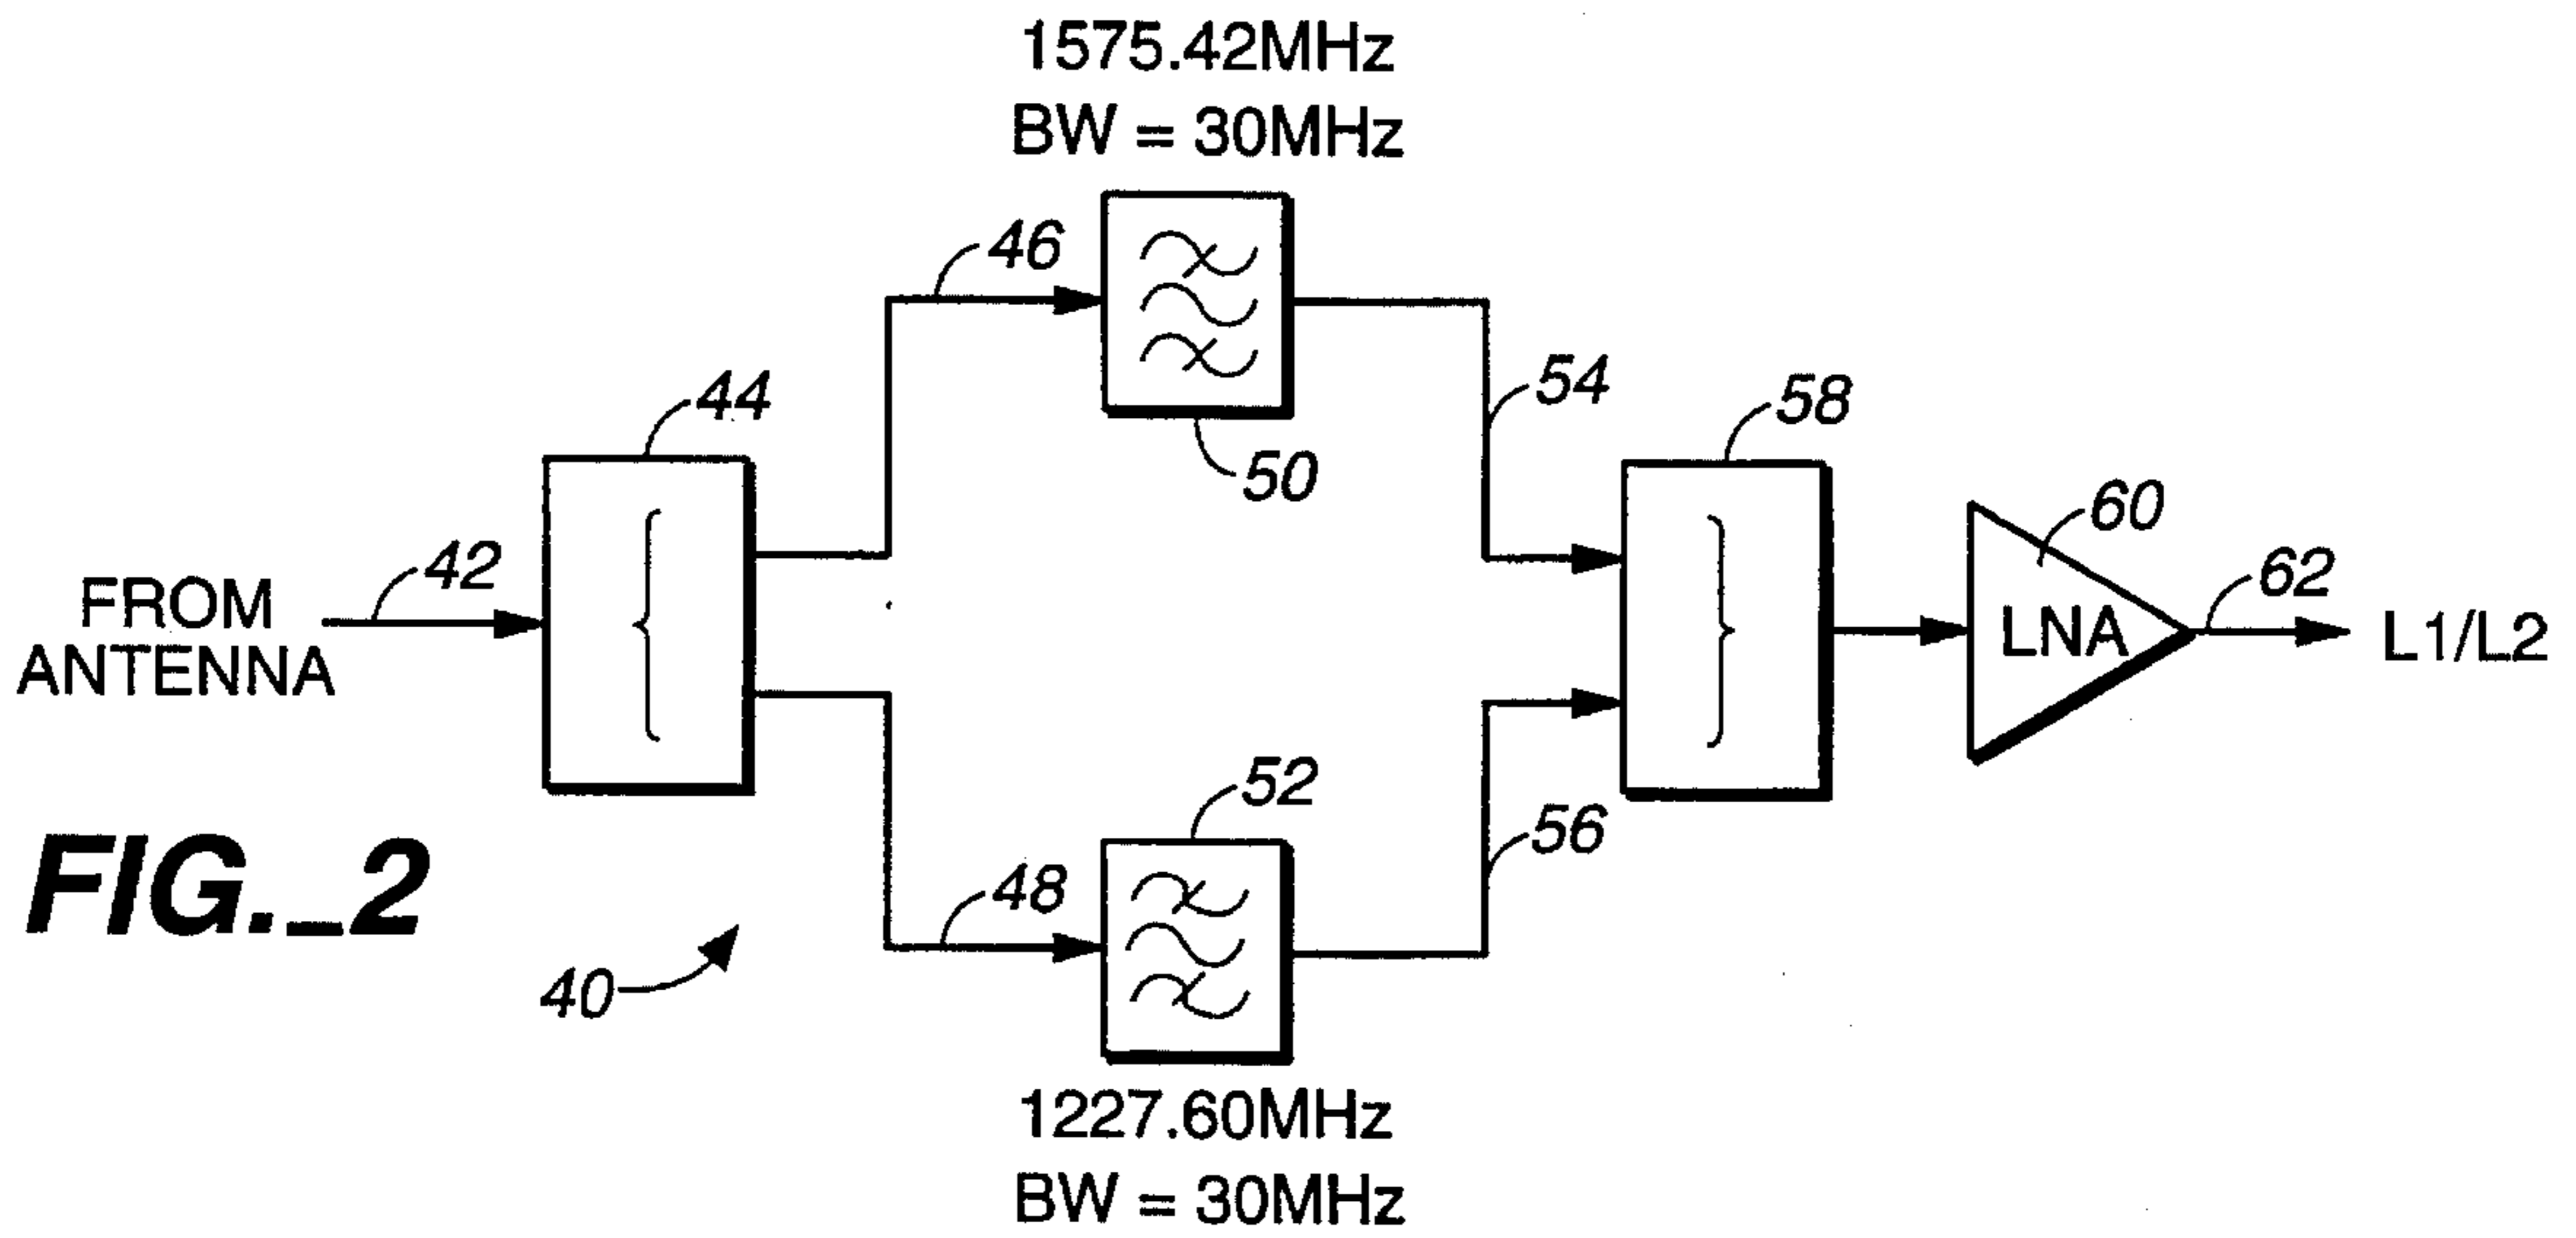 1575.42MHz
BW = 30MHz
46
44
54
58
50
60
42
62
FROM
ANTENNA
LNA
L1/L2
52
56
48
FIG._2
40
1227.60MHz
BW = 30MHz